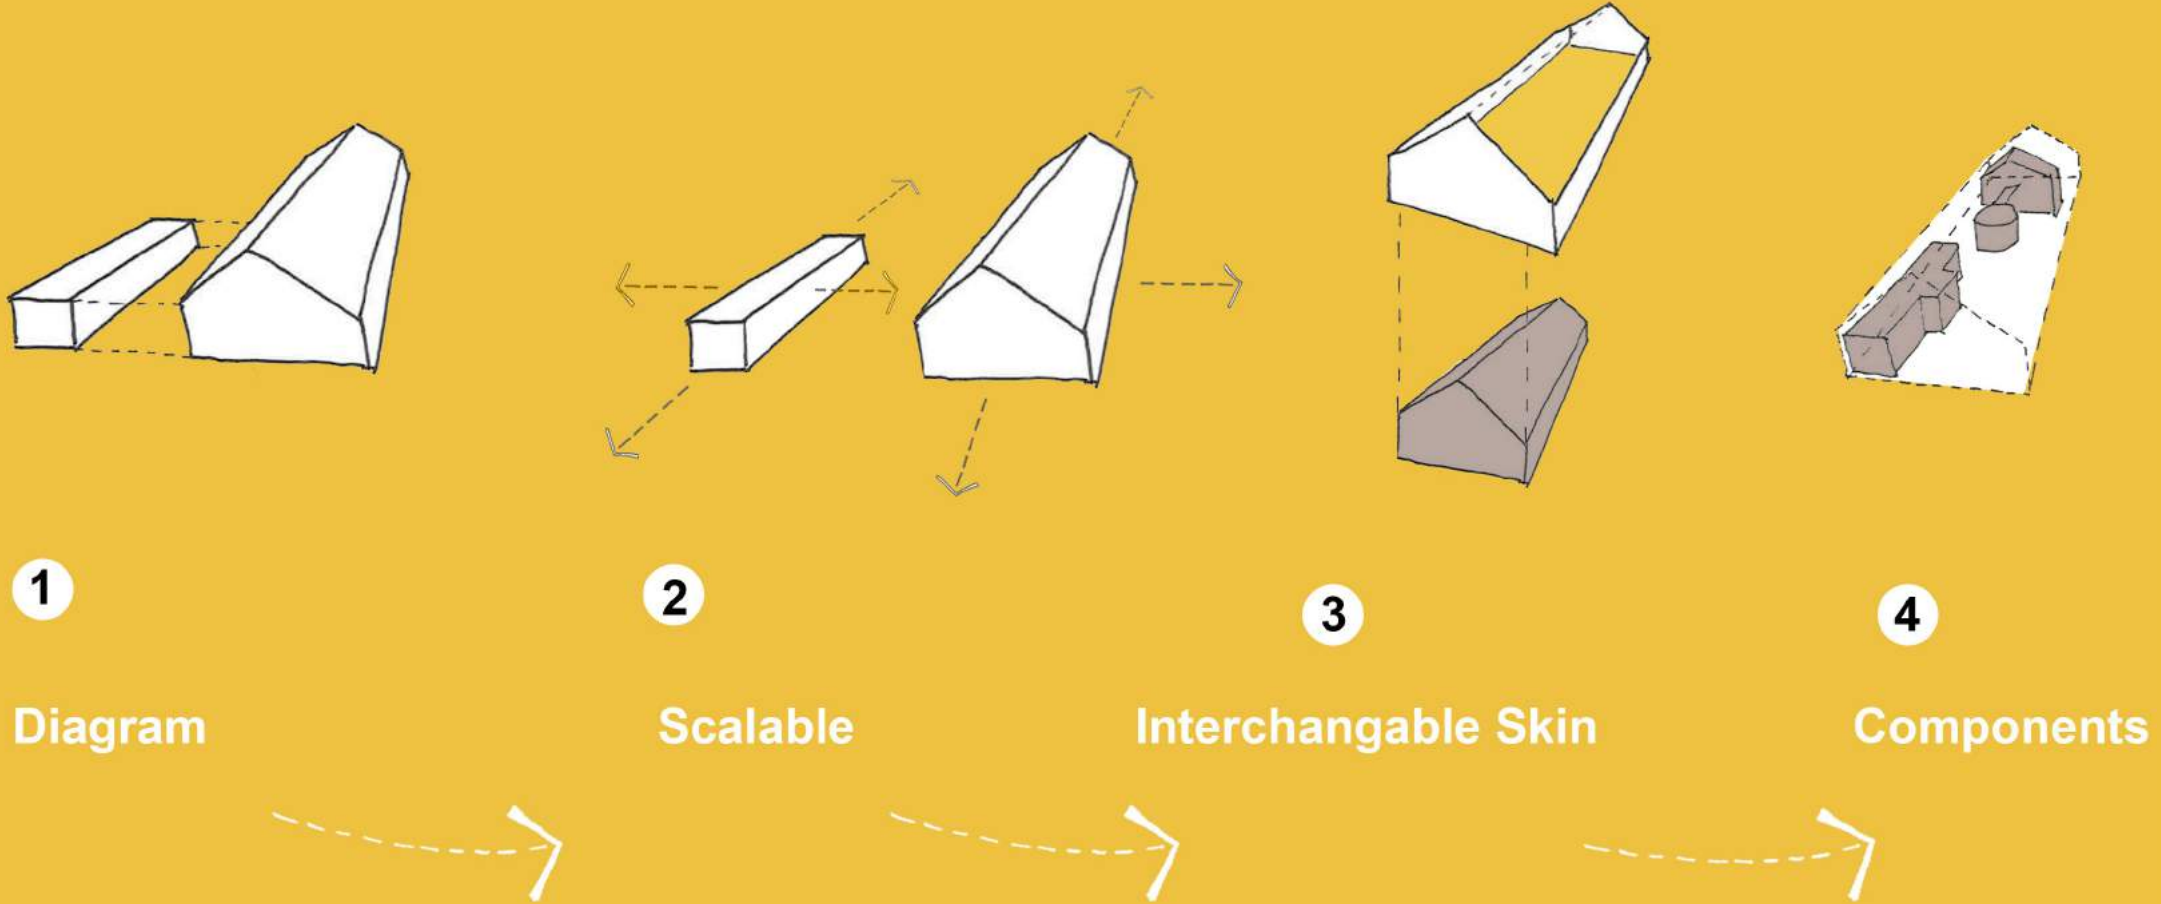 1
2
3
4
Diagram
Scalable
Interchangable Skin
Components